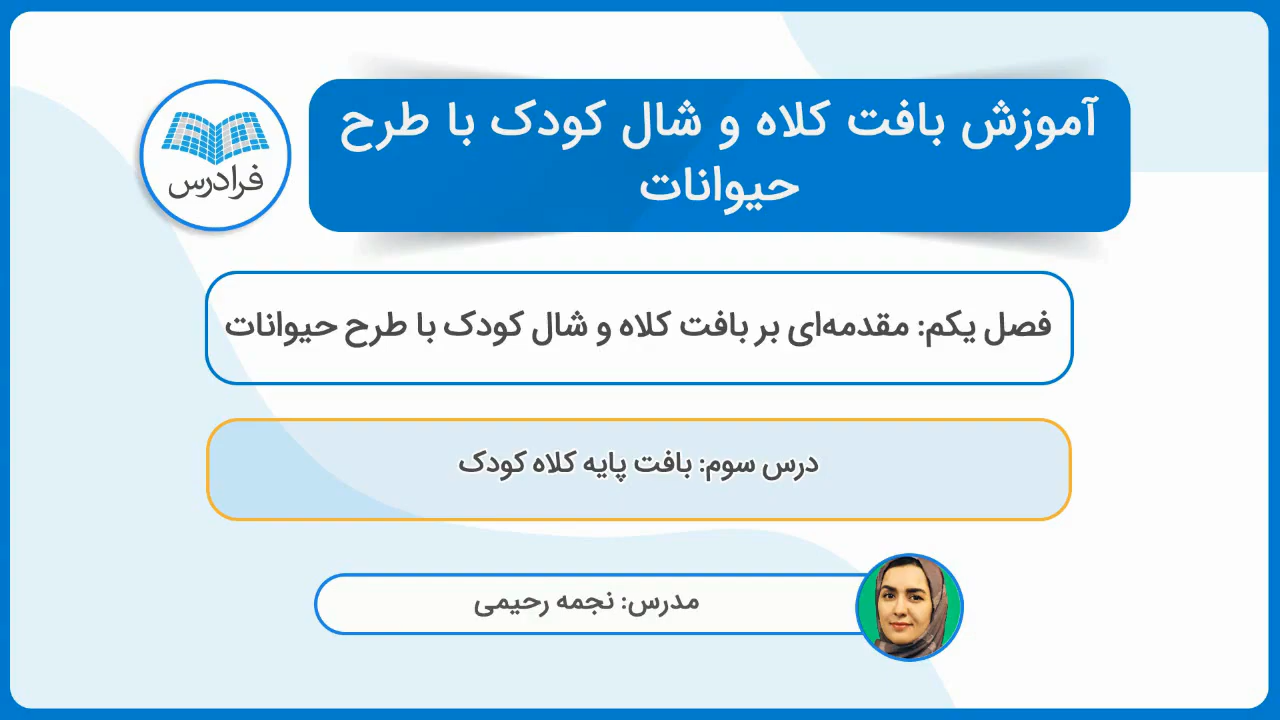 آموزش بافت کلاه و شال کودک با طرح
حیوانات
فرادرس
فصل یکم: مقدمه‌ای بر بافت کلاه و شال کودک با طرح حیوانات
درس سوم: بافت پایه کلاه کودک
مدرس: نجمه رحیمی